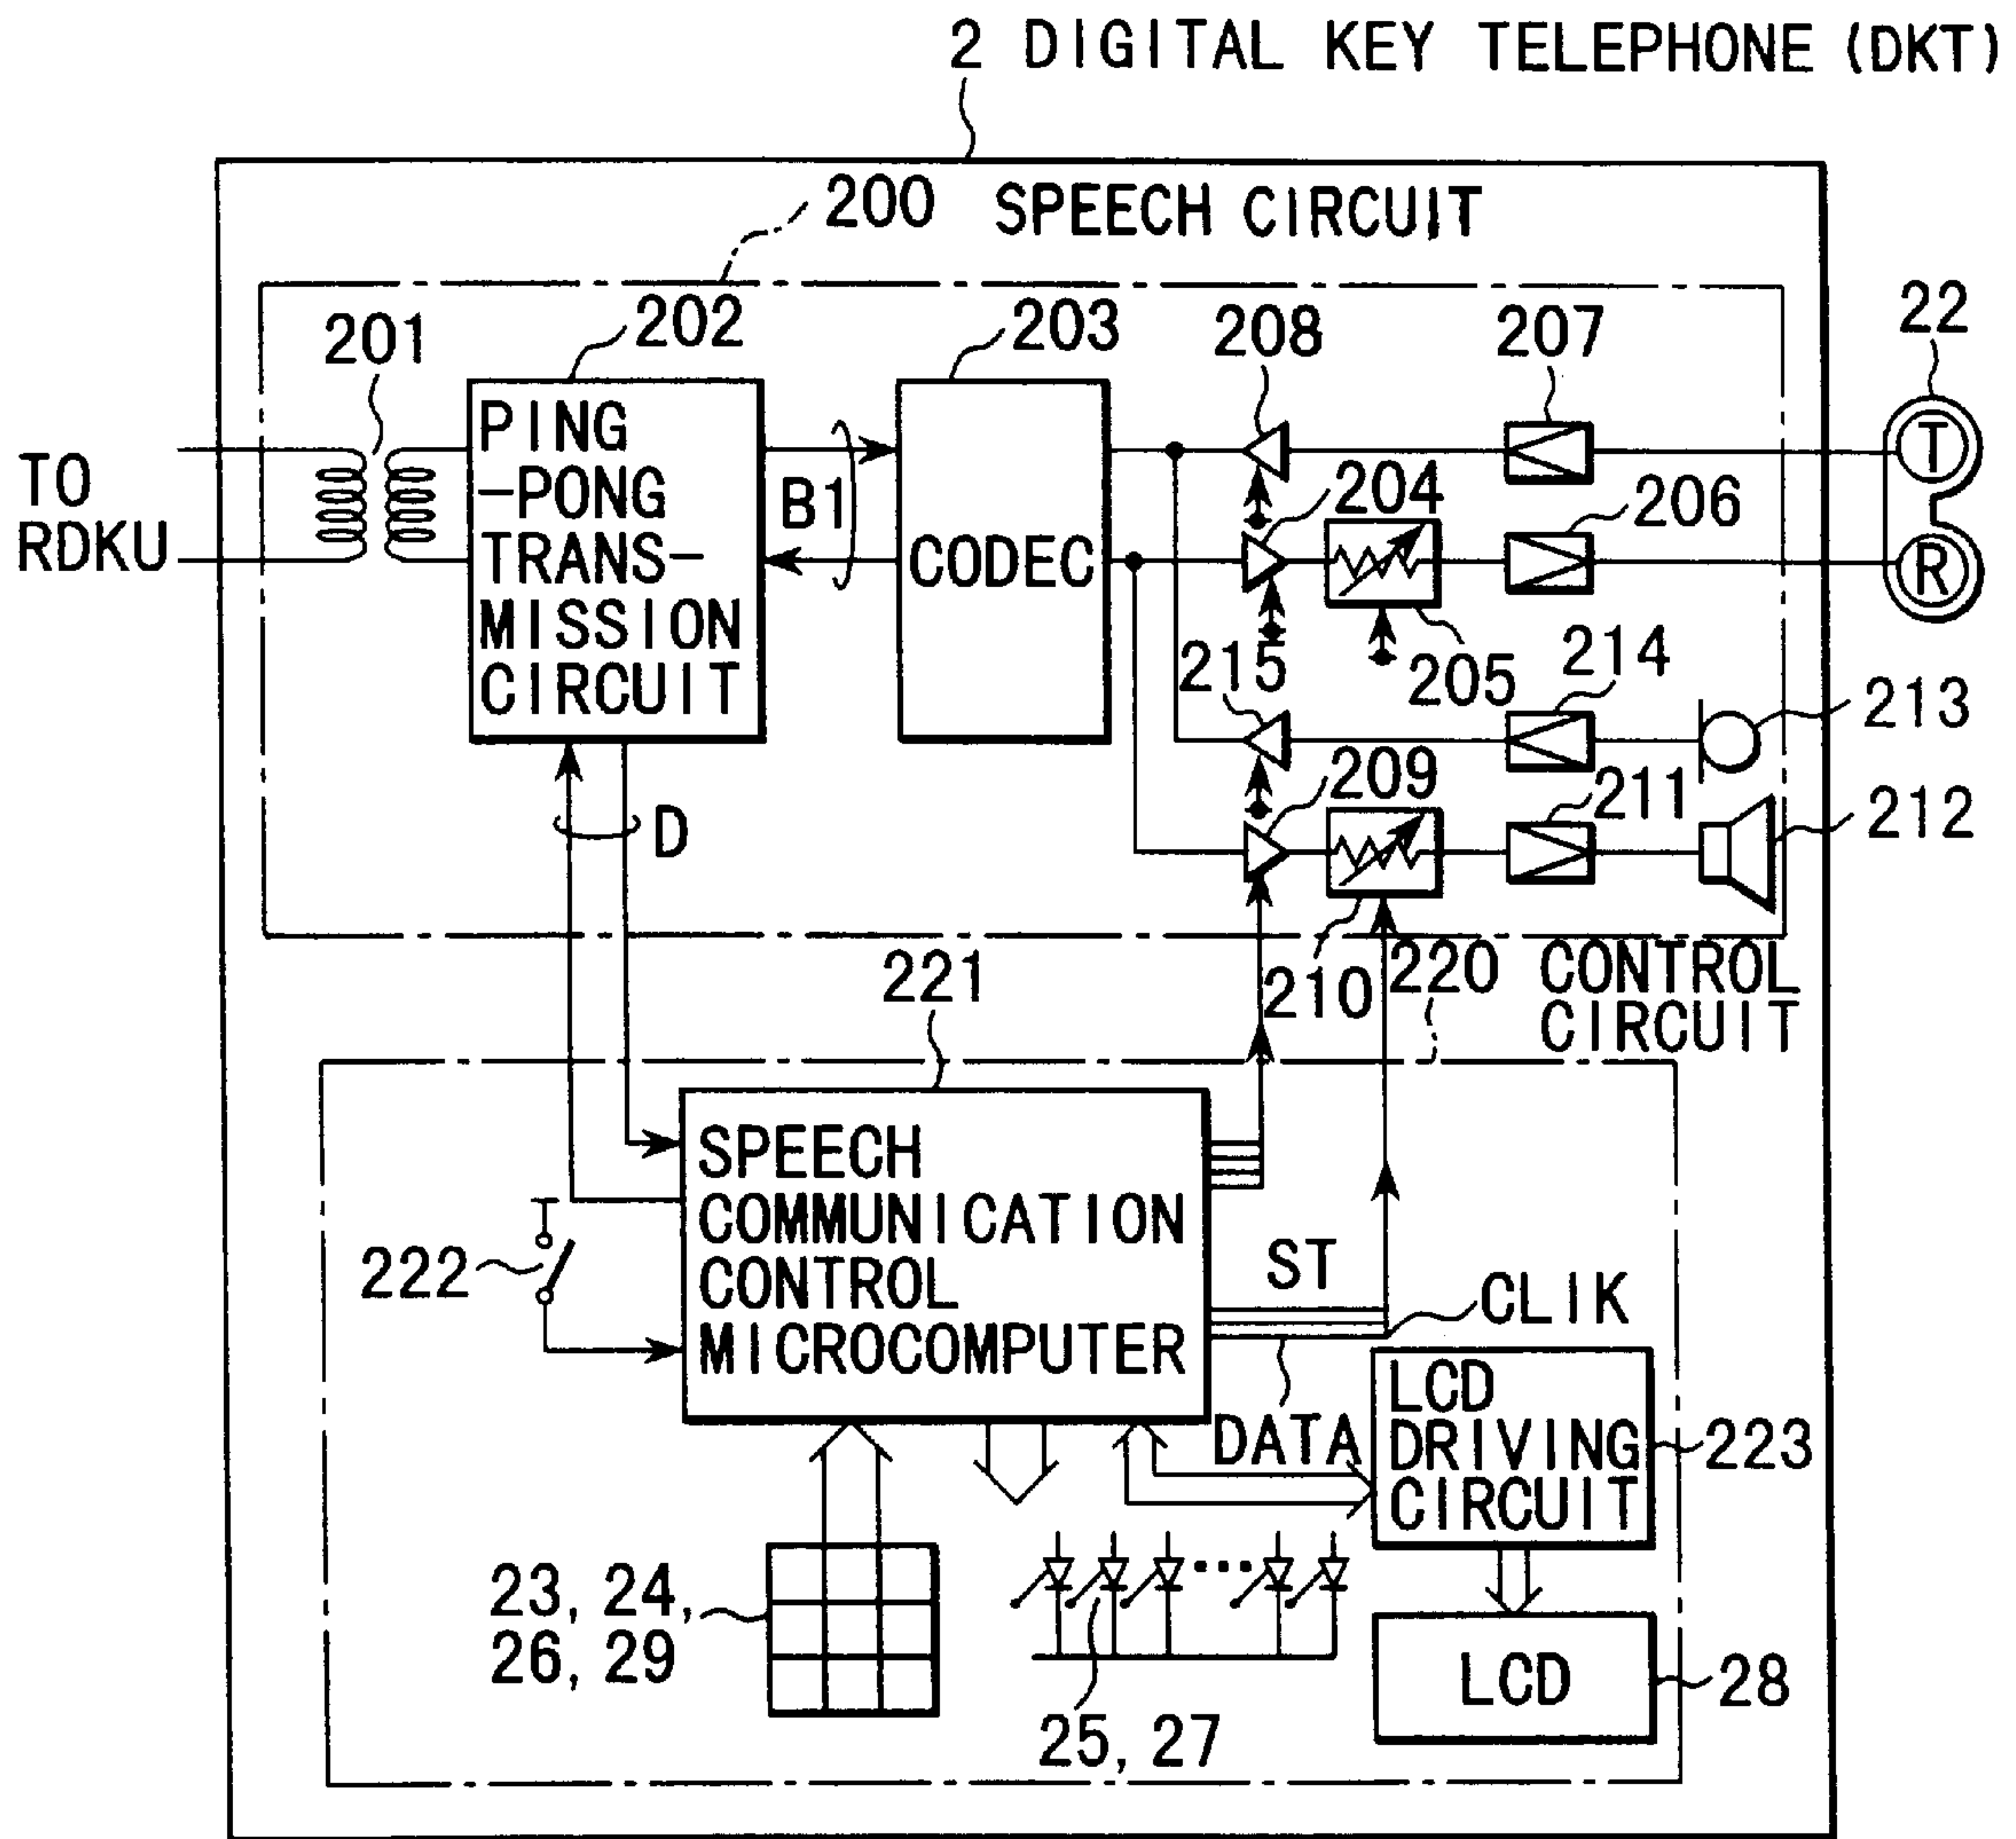 2 DIGITAL KEY TELEPHONE (DKT)
200 SPEECH CIRCUIT
201
202
203
208
207
22
PING
-PONG
TRANS-
MISSION
CIRCUIT
B1
CODEC
204
206
T
R
TO
RDKU
215
205
214
213
209
211
212
D
210
220 CONTROL
CIRCUIT
221
SPEECH
COMMUNICATION
CONTROL
MICROCOMPUTER
222
ST
CLIK
DATA
LCD
DRIVING
CIRCUIT
223
23, 24,
26, 29
25, 27
LCD
28